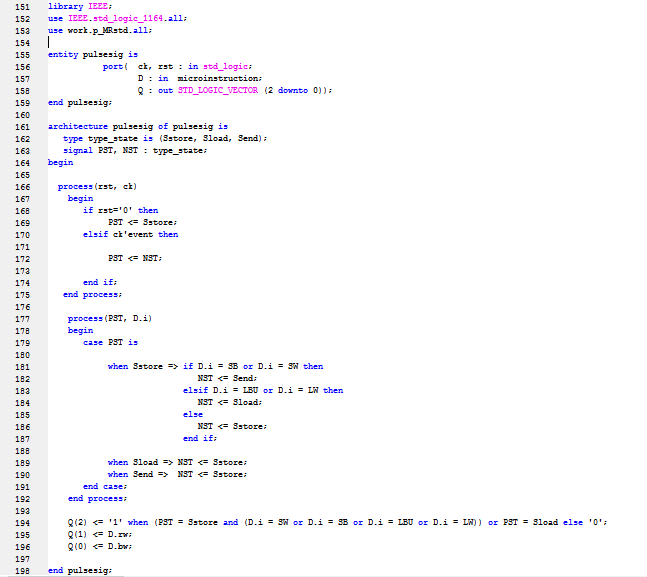 151 library IEEE;
152 use IEEE.std_logic_1164.all;
153 use work.p_MRstd.all;
154
155 entity pulsesig is
156 port( ck, rst : in std_logic;
157 D : in microinstruction;
158 Q : out STD_LOGIC_VECTOR (2 downto 0));
159 end pulsesig;
160
161 architecture pulsesig of pulsesig is
162 type type_state is (Sstore, Sload, Send);
163 signal PST, NST : type_state;
164 begin
165
166 process(rst, ck)
167 begin
168 if rst='0' then
169 PST <= Sstore;
170 elsif ck'event then
171
172 PST <= NST;
173
174 end if;
175 end process;
176
177 process(PST, D.i)
178 begin
179 case PST is
180
181 when Sstore => if D.i = SB or D.i = SW then
182 NST <= Send;
183 elsif D.i = LBU or D.i = LW then
184 NST <= Sload;
185 else
186 NST <= Sstore;
187 end if;
188
189 when Sload => NST <= Sstore;
190 when Send => NST <= Sstore;
191 end case;
192 end process;
193
194 Q(2) <= '1' when (PST = Sstore and (D.i = SW or D.i = SB or D.i = LBU or D.i = LW)) or PST = Sload else '0';
195 Q(1) <= D.rw;
196 Q(0) <= D.bw;
197
198 end pulsesig;